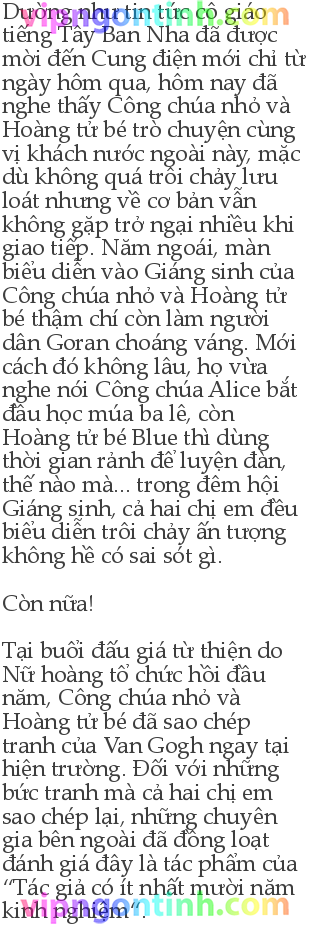 Dường như tin tức cô giáo
tiếng Tây Ban Nha đã được
mời đến Cung điện mới chỉ từ
ngày hôm qua, hôm nay đã
nghe thấy Công chúa nhỏ và
Hoàng tử bé trò chuyện cùng
vị khách nước ngoài này, mặc
dù không quá trôi chảy lưu
loát nhưng về cơ bản vẫn
không gặp trở ngại nhiều khi
giao tiếp. Năm ngoái, màn
biểu diễn vào Giáng sinh của
Công chúa nhỏ và Hoàng tử
bé thậm chí còn làm người
dân Goran choáng váng. Mới
cách đó không lâu, họ vừa
nghe nói Công chúa Alice bắt
đầu học múa ba lê, còn
Hoàng tử bé Blue thì dùng
thời gian rảnh để luyện đàn,
thế nào mà... trong đêm hội
Giáng sinh, cả hai chị em đều
biểu diễn trôi chảy ấn tượng
không hề có sai sót gì.
Còn nữa!
Tại buổi đấu giá từ thiện do
Nữ hoàng tổ chức hồi đầu
năm, Công chúa nhỏ và
Hoàng tử bé đã sao chép
tranh của Van Gogh ngay tại
hiện trường. Đối với những
bức tranh mà cả hai chị em
sao chép lại, những chuyên
gia bên ngoài đã đồng loạt
đánh giá đây là tác phẩm của
“Tác giả có ít nhất mười năm
kinh nghiệm“.
vipngontinh.com
vipngontinh.com